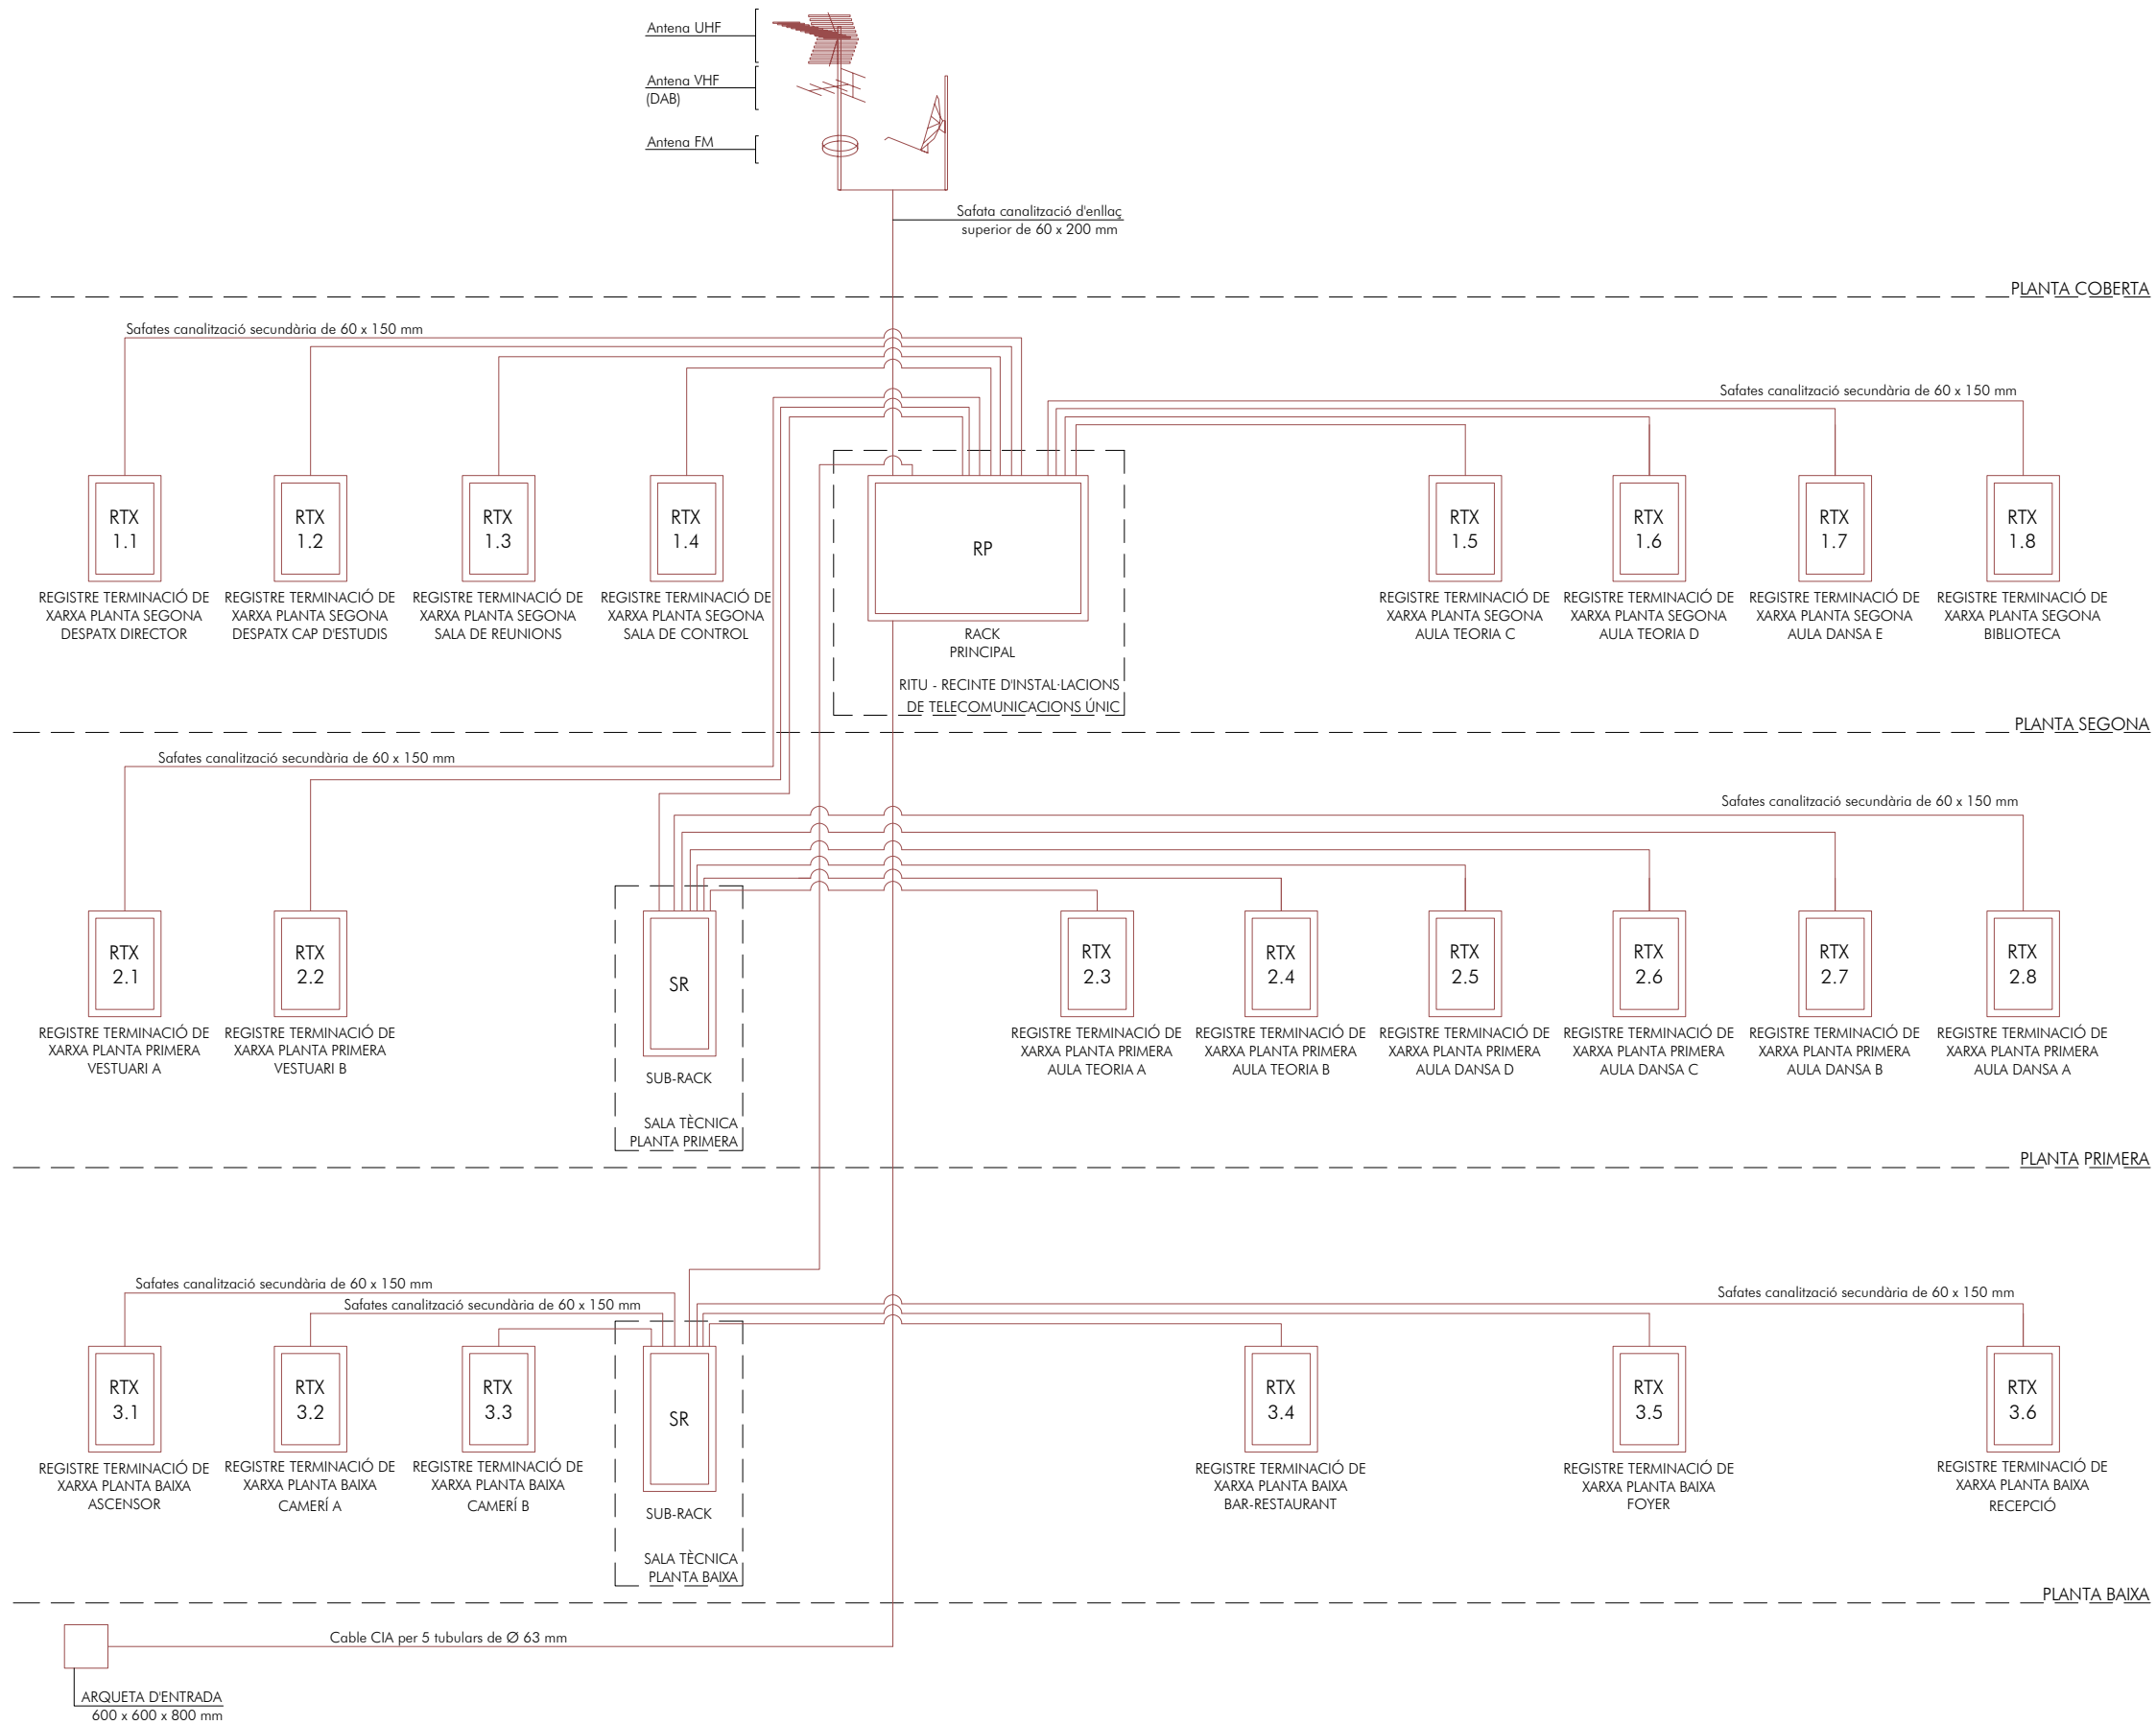 Antena UHF
Antena VHF
(DAB)
Antena FM
Safata canalització d'enllaç
superior de 60 x 200 mm
PLANTA COBERTA
Safates canalització secundària de 60 x 150 mm
Safates canalització secundària de 60 x 150 mm
RTX
1.1
REGISTRE TERMINACIÓ DE
XARXA PLANTA SEGONA
DESPATX DIRECTOR
RTX
1.2
REGISTRE TERMINACIÓ DE
XARXA PLANTA SEGONA
DESPATX CAP D'ESTUDIS
RTX
1.3
REGISTRE TERMINACIÓ DE
XARXA PLANTA SEGONA
SALA DE REUNIONS
RTX
1.4
REGISTRE TERMINACIÓ DE
XARXA PLANTA SEGONA
SALA DE CONTROL
RP
RACK
PRINCIPAL
RITU - RECINTE D'INSTAL·LACIONS
DE TELECOMUNICACIONS ÚNIC
RTX
1.5
REGISTRE TERMINACIÓ DE
XARXA PLANTA SEGONA
AULA TEORIA C
RTX
1.6
REGISTRE TERMINACIÓ DE
XARXA PLANTA SEGONA
AULA TEORIA D
RTX
1.7
REGISTRE TERMINACIÓ DE
XARXA PLANTA SEGONA
AULA DANSA E
RTX
1.8
REGISTRE TERMINACIÓ DE
XARXA PLANTA SEGONA
BIBLIOTECA
PLANTA SEGONA
Safates canalització secundària de 60 x 150 mm
Safates canalització secundària de 60 x 150 mm
RTX
2.1
REGISTRE TERMINACIÓ DE
XARXA PLANTA PRIMERA
VESTUARI A
RTX
2.2
REGISTRE TERMINACIÓ DE
XARXA PLANTA PRIMERA
VESTUARI B
SR
SUB-RACK
SALA TÈCNICA
PLANTA PRIMERA
RTX
2.3
REGISTRE TERMINACIÓ DE
XARXA PLANTA PRIMERA
AULA TEORIA A
RTX
2.4
REGISTRE TERMINACIÓ DE
XARXA PLANTA PRIMERA
AULA TEORIA B
RTX
2.5
REGISTRE TERMINACIÓ DE
XARXA PLANTA PRIMERA
AULA DANSA D
RTX
2.6
REGISTRE TERMINACIÓ DE
XARXA PLANTA PRIMERA
AULA DANSA C
RTX
2.7
REGISTRE TERMINACIÓ DE
XARXA PLANTA PRIMERA
AULA DANSA B
RTX
2.8
REGISTRE TERMINACIÓ DE
XARXA PLANTA PRIMERA
AULA DANSA A
PLANTA PRIMERA
Safates canalització secundària de 60 x 150 mm
Safates canalització secundària de 60 x 150 mm
Safates canalització secundària de 60 x 150 mm
RTX
3.1
REGISTRE TERMINACIÓ DE
XARXA PLANTA BAIXA
ASCENSOR
RTX
3.2
REGISTRE TERMINACIÓ DE
XARXA PLANTA BAIXA
CAMERÍ A
RTX
3.3
REGISTRE TERMINACIÓ DE
XARXA PLANTA BAIXA
CAMERÍ B
SR
SUB-RACK
SALA TÈCNICA
PLANTA BAIXA
RTX
3.4
REGISTRE TERMINACIÓ DE
XARXA PLANTA BAIXA
BAR-RESTAURANT
RTX
3.5
REGISTRE TERMINACIÓ DE
XARXA PLANTA BAIXA
FOYER
RTX
3.6
REGISTRE TERMINACIÓ DE
XARXA PLANTA BAIXA
RECEPCIÓ
PLANTA BAIXA
Cable CIA per 5 tubulars de Ø 63 mm
ARQUETA D'ENTRADA
600 x 600 x 800 mm